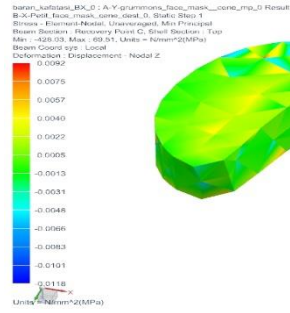 baran_kafatasi_BX_0 : A-Y-grummons_face_mask__cene_mp_0 Result
B-X-Petit_face_mask_cene_dest_0, Static Step 1
Stress - Element-Nodal, Unaveraged, Min Principal
Beam Section : Recovery Point C, Shell Section : Top
Min : -428.03, Max : 69.51, Units = N/mm^2(MPa)
Beam Coord sys : Local
Deformation : Displacement - Nodal Z
0.0092
0.0075
0.0057
0.0040
0.0022
0.0005
-0.0013
-0.0031
-0.0048
-0.0066
-0.0083
-0.0101
-0.0118
X
Units = N/mm^2(MPa)